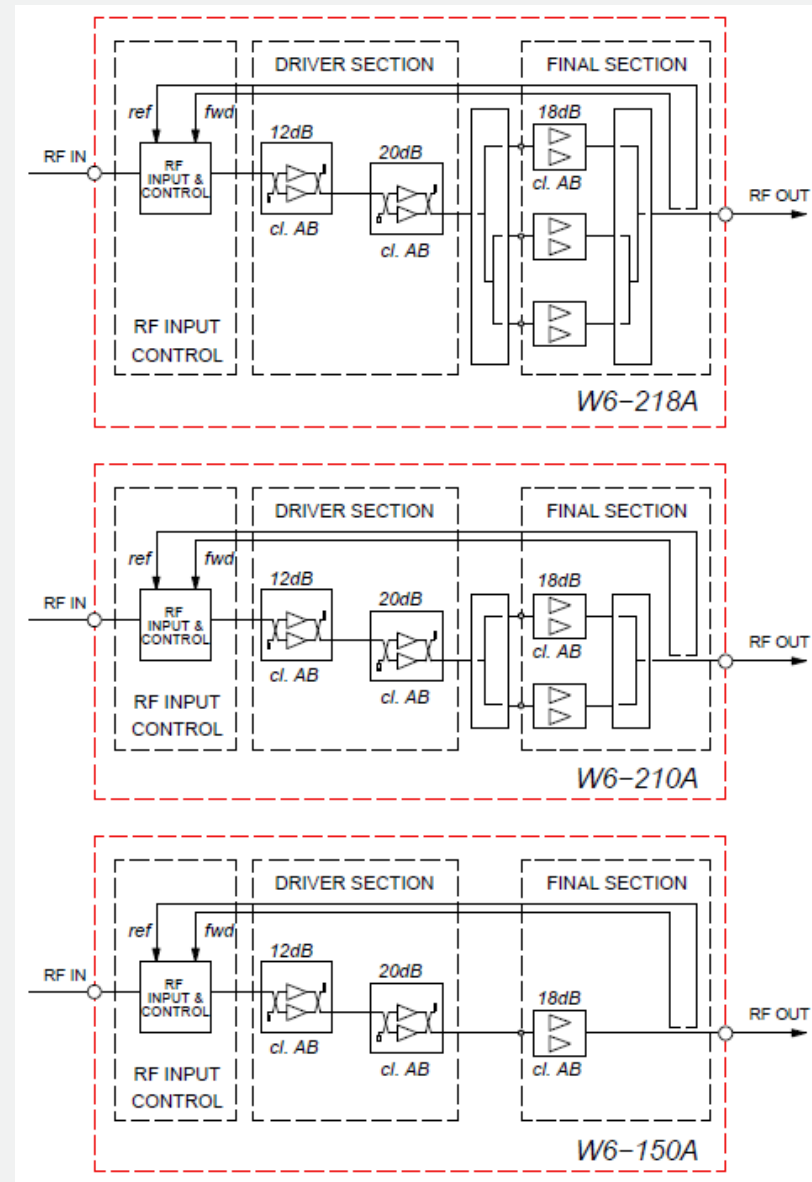 DRIVER SECTION
FINAL SECTION
ref
fwd
12dB
18dB
RF IN
RF
INPUT &
CONTROL
20dB
cl. AB
RF OUT
cl. AB
cl. AB
RF INPUT
CONTROL
W6-218A
DRIVER SECTION
FINAL SECTION
ref
fwd
12dB
18dB
RF IN
RF
INPUT &
CONTROL
20dB
RF OUT
cl. AB
cl. AB
cl. AB
RF INPUT
CONTROL
W6-210A
DRIVER SECTION
FINAL SECTION
ref
fwd
12dB
RF IN
RF
INPUT &
CONTROL
20dB
18dB
RF OUT
cl. AB
cl. AB
cl. AB
RF INPUT
CONTROL
W6-150A